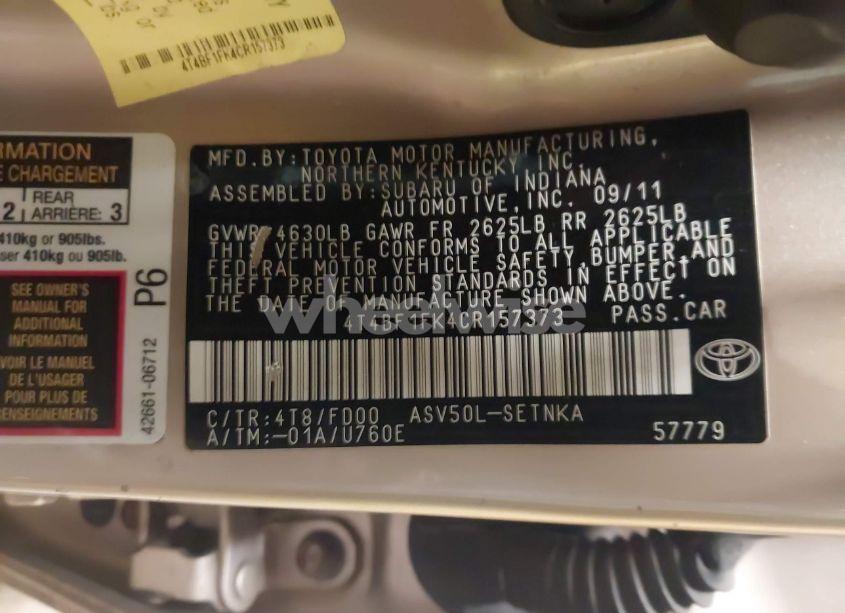 4T4BF1FK4CR157373
RMATION
E CHARGEMENT
2 REAR ARRIÈRE: 3
410kg or 905lbs.
ser 410kg ou 905lb.
SEE OWNER'S
MANUAL FOR
ADDITIONAL
INFORMATION
VOIR LE MANUEL
DE L'USAGER
POUR PLUS DE
RENSEIGNEMENTS
P6
42661-06712
MFD.BY:TOYOTA MOTOR MANUFACTURING,
NORTHERN KENTUCKY, INC.
ASSEMBLED BY:SUBARU OF INDIANA
AUTOMOTIVE,INC. 09/11
GVWR 4630LB GAWR FR 2625LB RR 2625LB
THIS VEHICLE CONFORMS TO ALL APPLICABLE
FEDERAL MOTOR VEHICLE SAFETY,BUMPER,AND
THEFT PREVENTION STANDARDS IN EFFECT ON
THE DATE OF MANUFACTURE SHOWN ABOVE.
4T4BF1FK4CR157373 PASS.CAR
C/TR:4T8/FD00 ASV50L-SETNKA
A/TM:-01A/U760E 57779